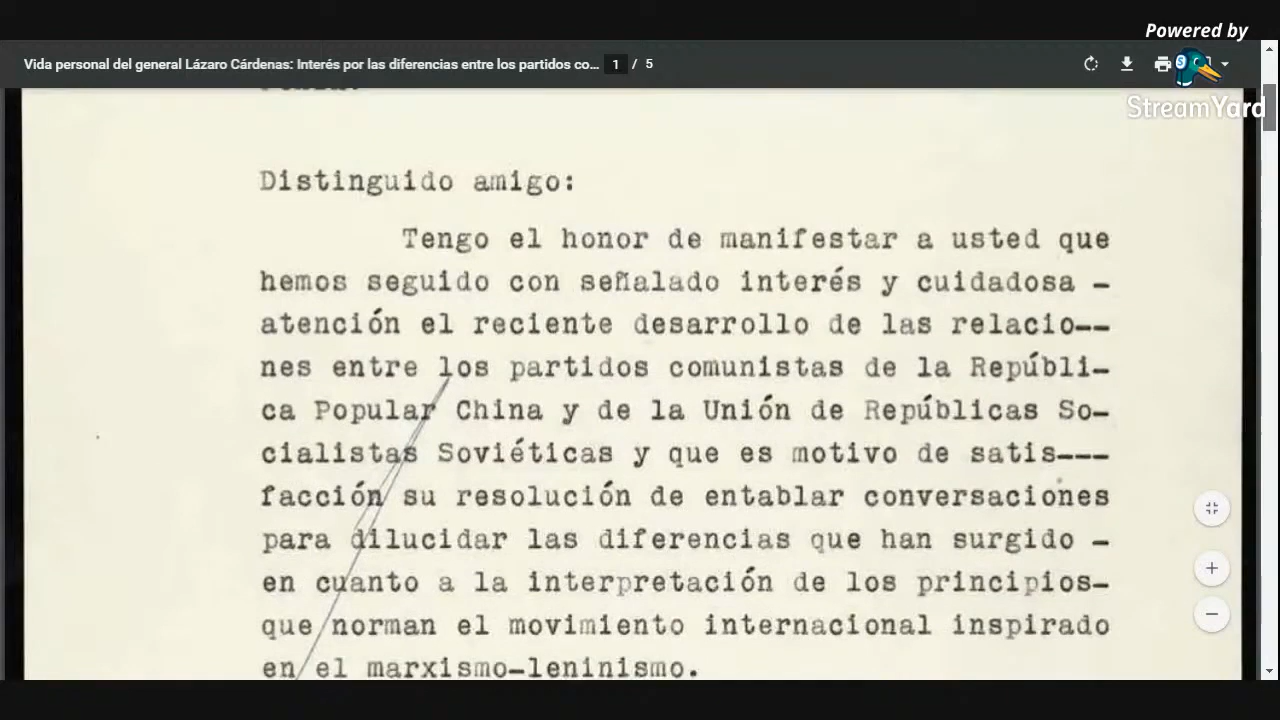 Powered by
Vida personal del general Lázaro Cárdenas: Interés por las diferencias entre los partidos co... 1 / 5
StreamYard
Distinguido amigo:
Tengo el honor de manifestar a usted que
hemos seguido con señalado interés y cuidadosa -
atención el reciente desarrollo de las relacio--
nes entre los partidos comunistas de la Repúbli-
ca Popular China y de la Unión de Repúblicas So-
cialistas Soviéticas y que es motivo de satis---
facción su resolución de entablar conversaciones
para dilucidar las diferencias que han surgido -
en cuanto a la interpretación de los principios-
que norman el movimiento internacional inspirado
en el marxismo-leninismo.